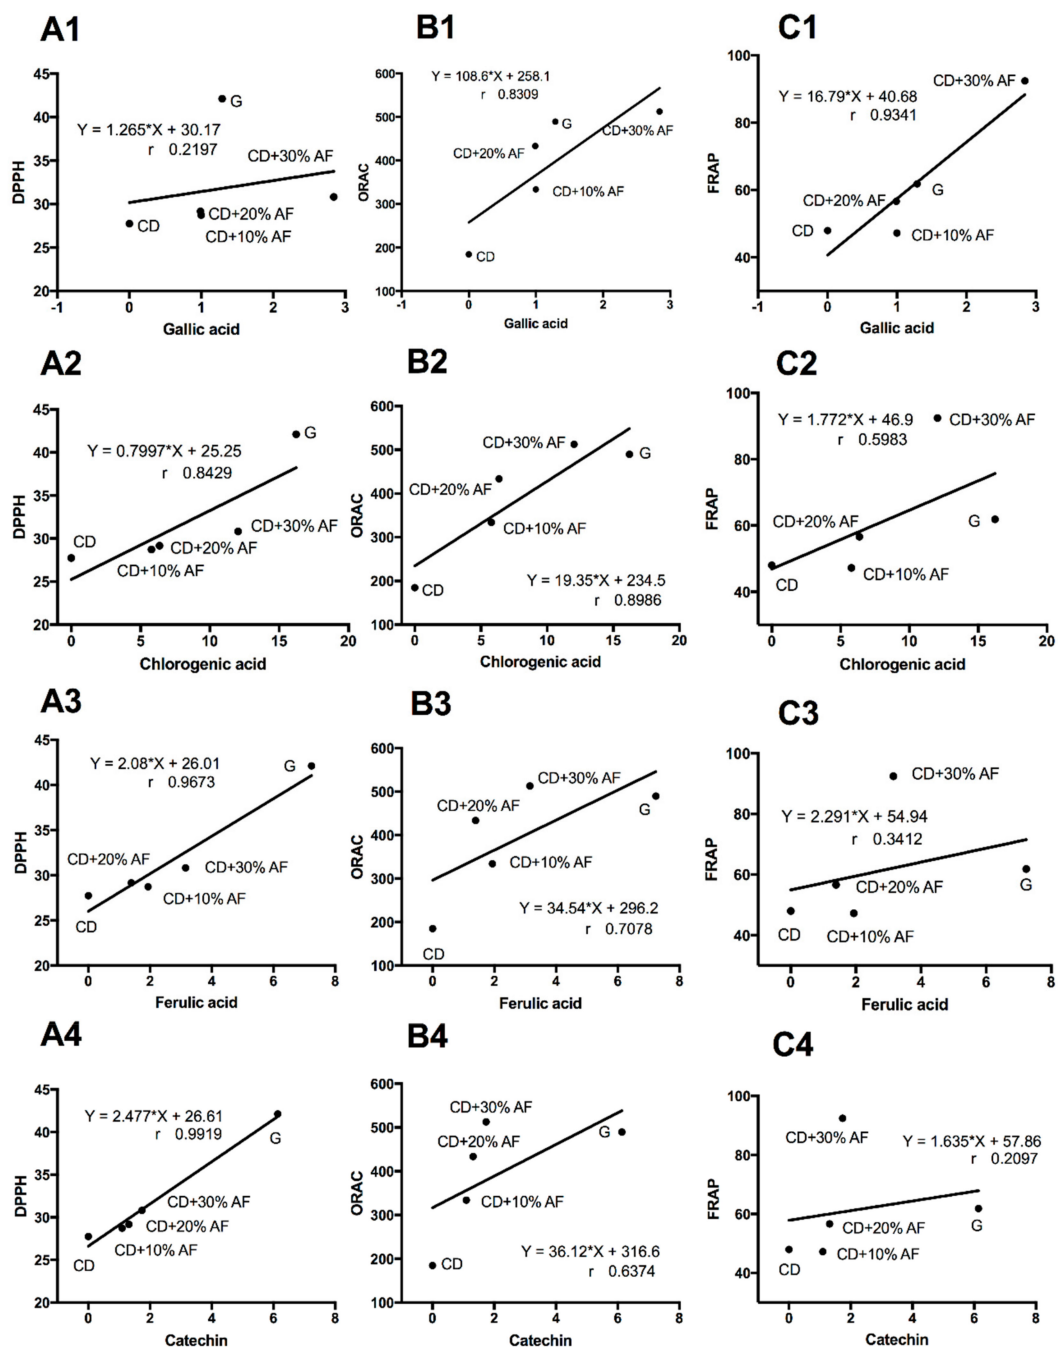 A1
45
40
35
30
25
20
DPPH
Y = 1.265*X + 30.17
r 0.2197
G
CD+30% AF
CD
CD+20% AF
CD+10% AF
-1 0 1 2 3
Gallic acid
B1
600
500
400
300
200
100
ORAC
Y = 108.6*X + 258.1
r 0.8309
G
CD+30% AF
CD+20% AF
CD+10% AF
CD
-1 0 1 2 3
Gallic acid
C1
100
80
60
40
FRAP
CD+30% AF
Y = 16.79*X + 40.68
r 0.9341
CD+20% AF
G
CD
CD+10% AF
-1 0 1 2 3
Gallic acid
A2
45
40
35
30
25
20
DPPH
G
Y = 0.7997*X + 25.25
r 0.8429
CD
CD+30% AF
CD+20% AF
CD+10% AF
0 5 10 15 20
Chlorogenic acid
B2
600
500
400
300
200
100
ORAC
CD+30% AF
G
CD+20% AF
CD+10% AF
CD
Y = 19.35*X + 234.5
r 0.8986
0 5 10 15 20
Chlorogenic acid
C2
100
80
60
40
FRAP
Y = 1.772*X + 46.9
r 0.5983
CD+30% AF
CD+20% AF
G
CD
CD+10% AF
0 5 10 15 20
Chlorogenic acid
A3
45
40
35
30
25
20
DPPH
Y = 2.08*X + 26.01
r 0.9673
G
CD+20% AF
CD+30% AF
CD+10% AF
CD
0 2 4 6 8
Ferulic acid
B3
600
500
400
300
200
100
ORAC
CD+30% AF
CD+20% AF
G
CD+10% AF
Y = 34.54*X + 296.2
r 0.7078
CD
0 2 4 6 8
Ferulic acid
C3
100
80
60
40
FRAP
CD+30% AF
Y = 2.291*X + 54.94
r 0.3412
CD+20% AF
G
CD
CD+10% AF
0 2 4 6 8
Ferulic acid
A4
45
40
35
30
25
20
DPPH
Y = 2.477*X + 26.61
r 0.9919
G
CD+30% AF
CD+20% AF
CD+10% AF
CD
0 2 4 6 8
Catechin
B4
600
500
400
300
200
100
ORAC
CD+30% AF
CD+20% AF
G
CD+10% AF
CD
Y = 36.12*X + 316.6
r 0.6374
0 2 4 6 8
Catechin
C4
100
80
60
40
FRAP
CD+30% AF
Y = 1.635*X + 57.86
r 0.2097
CD+20% AF
G
CD
CD+10% AF
0 2 4 6 8
Catechin